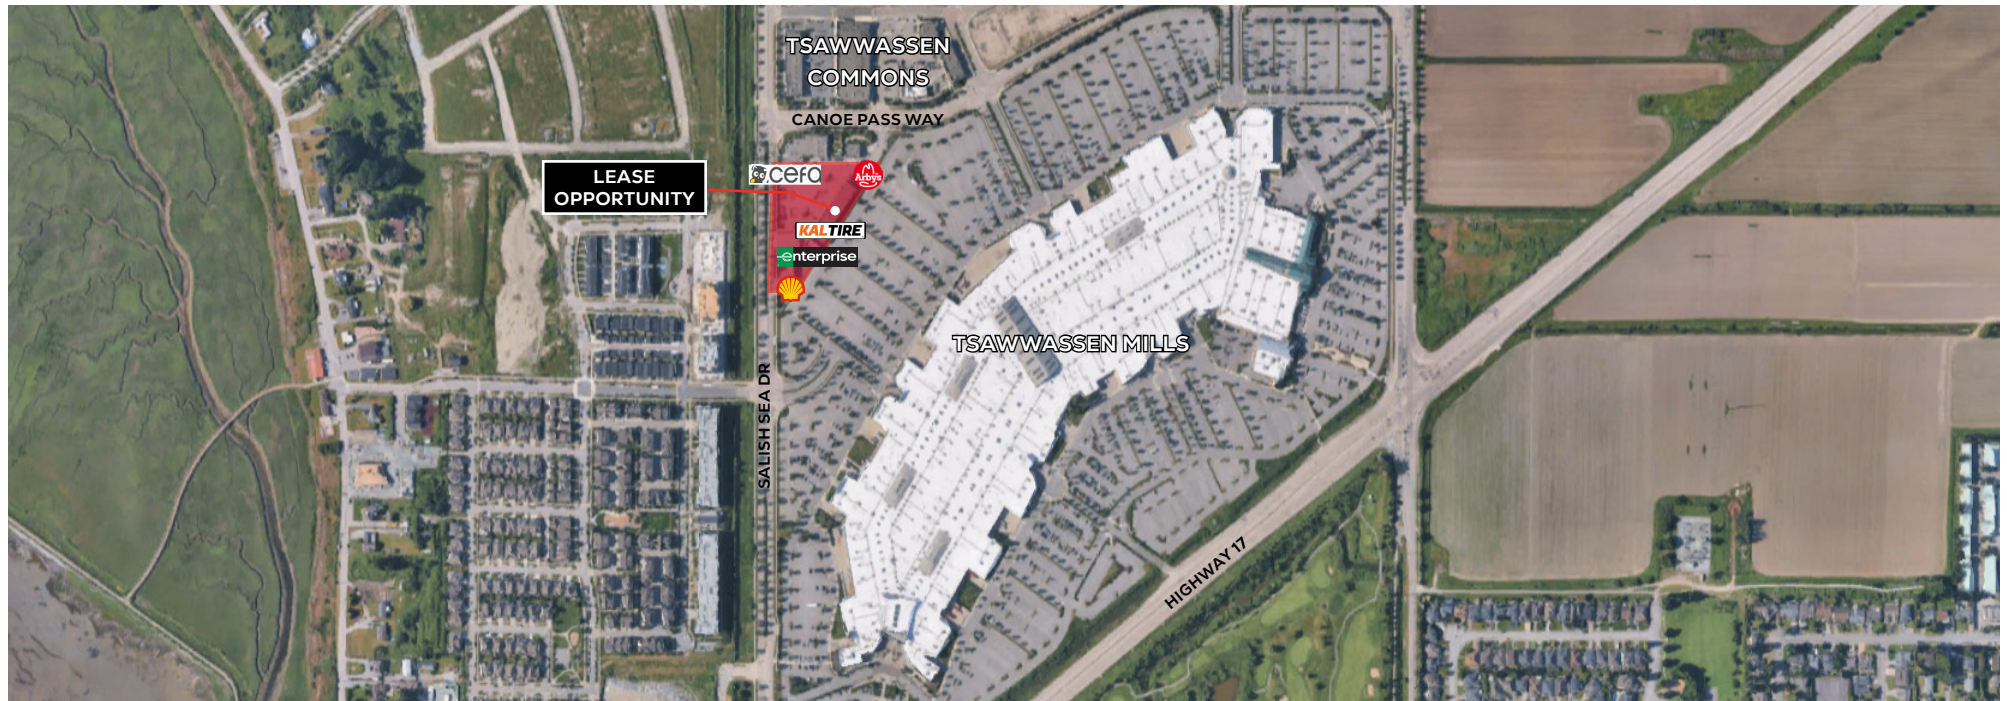 TSAWWASSEN
COMMONS
CANOE PASS WAY
LEASE
OPPORTUNITY
cefa
Arby's
KALTIRE
enterprise
TSAWWASSEN MILLS
SALISH SEA DR
HIGHWAY 17